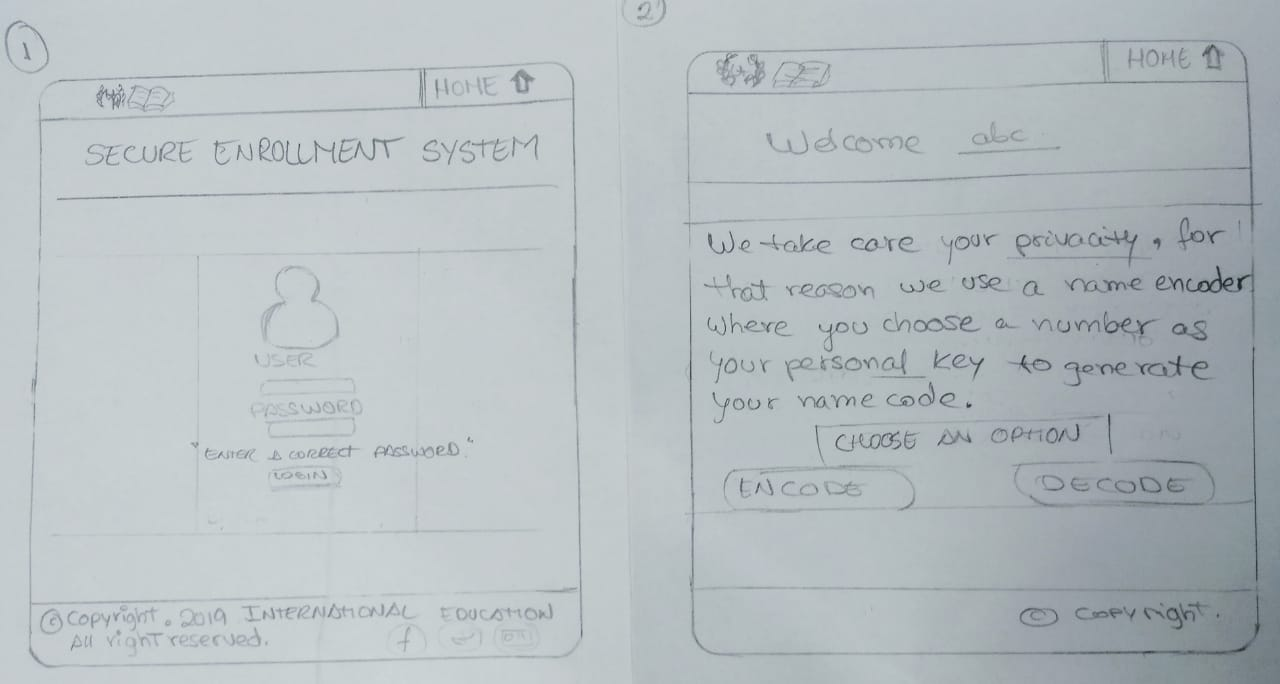 1
HOME
SECURE ENROLLMENT SYSTEM
USER
PASSWORD
"ENTER A CORRECT PASSWORD."
LOGIN
© Copyright. 2019 INTERNATIONAL EDUCATION
All right reserved.
f
2
HOME
Welcome abc
We take care your privacity, for
that reason we use a name encoder
where you choose a number as
your personal key to generate
your name code.
CHOOSE AN OPTION
ENCODE
DECODE
© copyright.